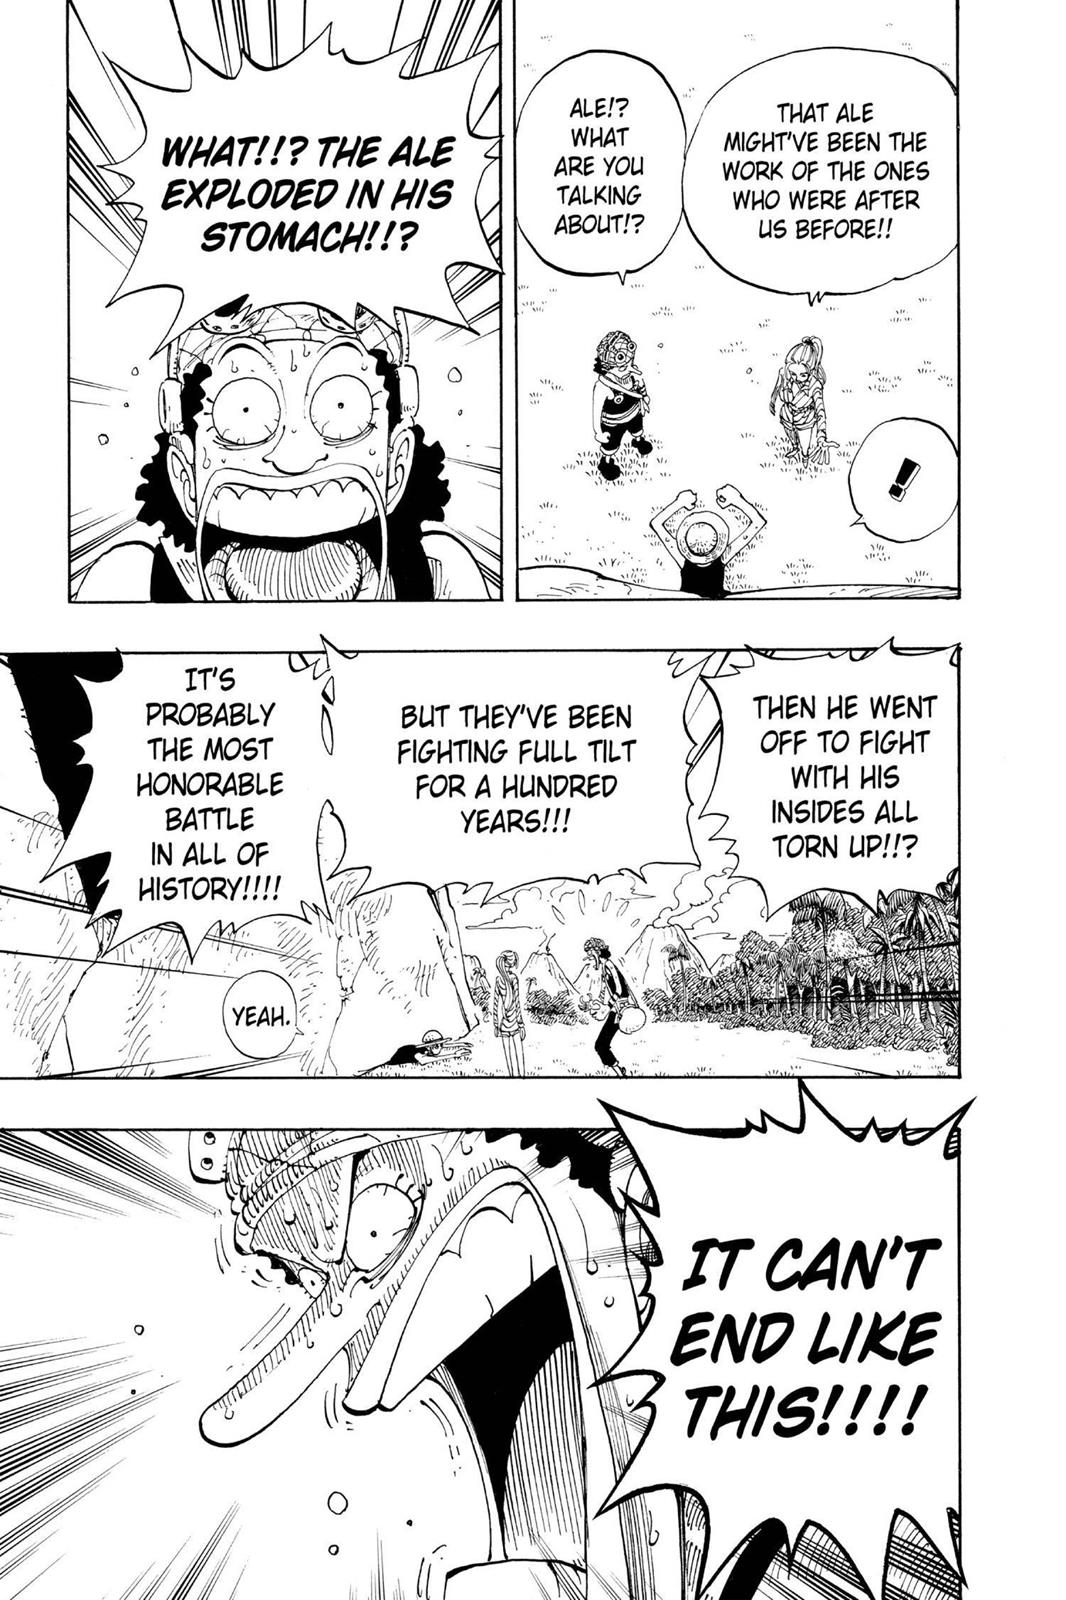 THAT ALE
MIGHT'VE BEEN THE
WORK OF THE ONES
WHO WERE AFTER
US BEFORE!!
ALE!?
WHAT
ARE YOU
TALKING
ABOUT!?
!
WHAT!!? THE ALE
EXPLODED IN HIS
STOMACH!!?
THEN HE WENT
OFF TO FIGHT
WITH HIS
INSIDES ALL
TORN UP!!?
BUT THEY'VE BEEN
FIGHTING FULL TILT
FOR A HUNDRED
YEARS!!!
IT'S
PROBABLY
THE MOST
HONORABLE
BATTLE
IN ALL OF
HISTORY!!!!
YEAH.
IT CAN'T
END LIKE
THIS!!!!